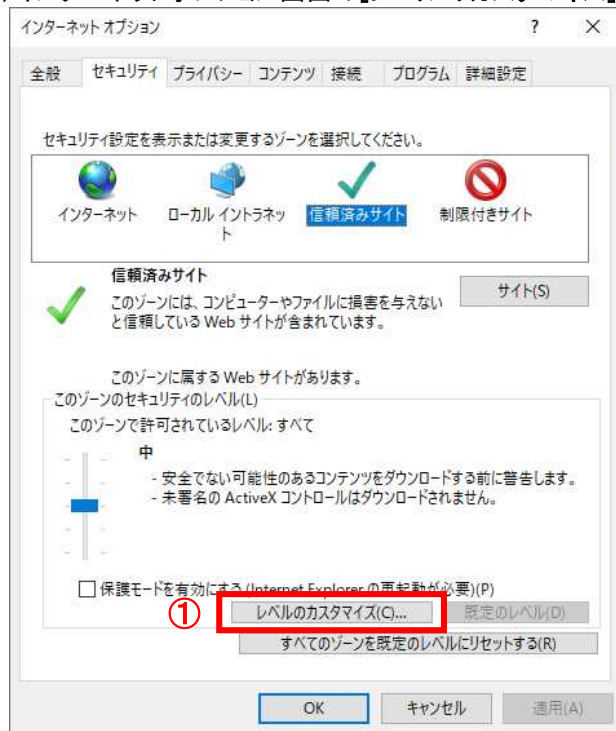 インターネット オプション ? ×
全般 セキュリティ プライバシー コンテンツ 接続 プログラム 詳細設定
セキュリティ設定を表示または変更するゾーンを選択してください。
インターネット ローカル イントラネッ 信頼済みサイト 制限付きサイト
ト
信頼済みサイト
サイト(S)
このゾーンには、コンピューターやファイルに損害を与えない
と信頼している Web サイトが含まれています。
このゾーンに属する Web サイトがあります。
このゾーンのセキュリティのレベル(L)
このゾーンで許可されているレベル: すべて
中
- 安全でない可能性のあるコンテンツをダウンロードする前に警告します。
- 未署名の ActiveX コントロールはダウンロードされません。
保護モードを有効にする (Internet Explorer の再起動が必要)(P)
① レベルのカスタマイズ(C)... 既定のレベル(D)
すべてのゾーンを既定のレベルにリセットする(R)
OK キャンセル 適用(A)